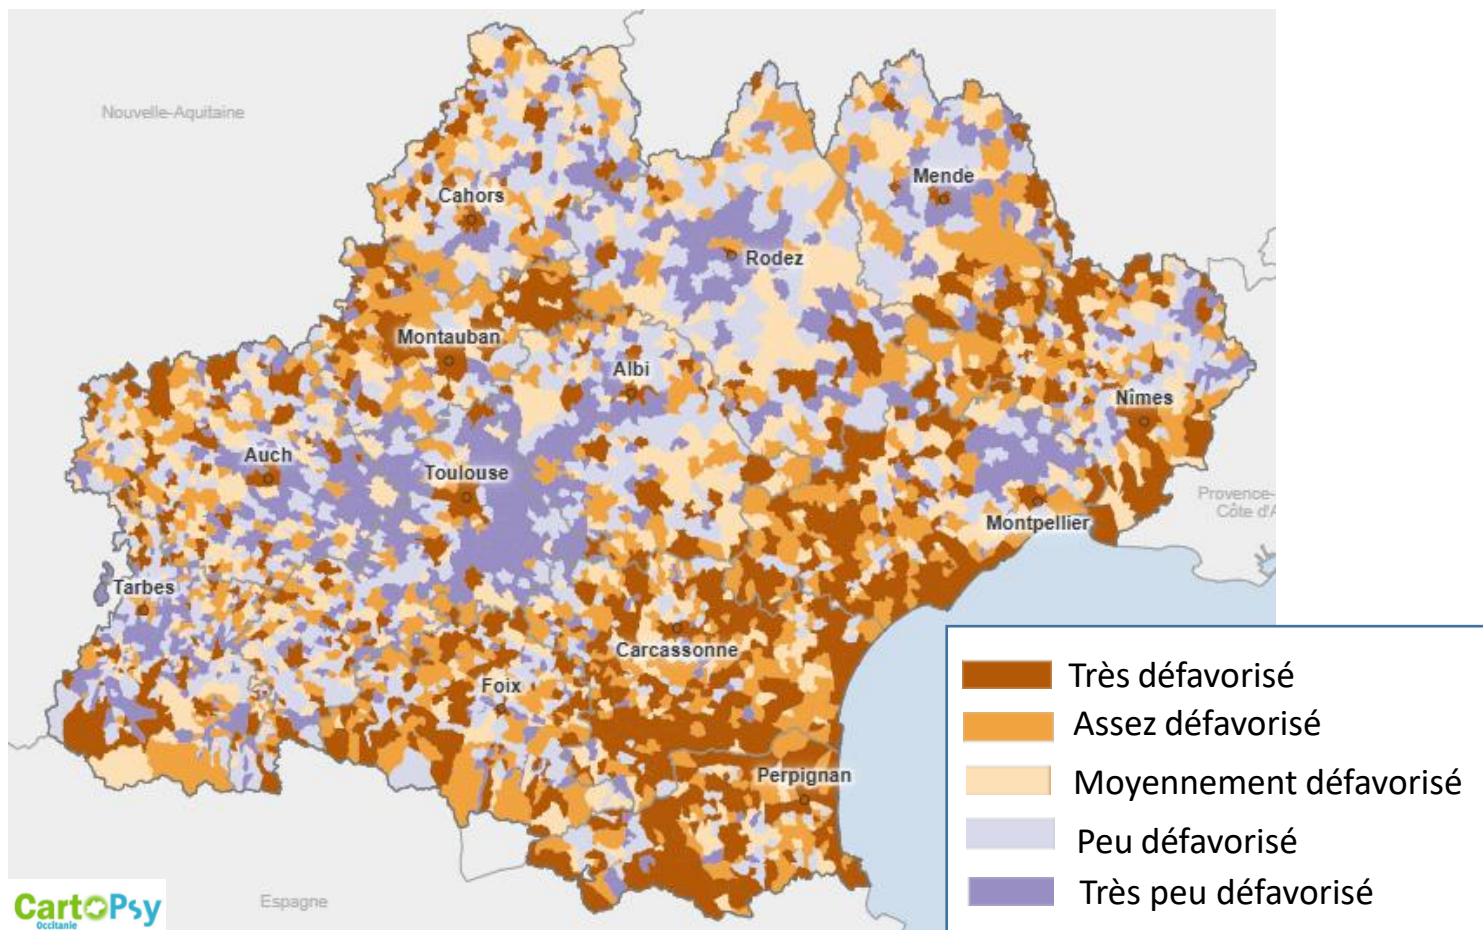 Nouvelle-Aquitaine
Mende
Cahors
Rodez
Montauban
Albi
Nîmes
Auch
Toulouse
Provence-
Côte d'A
Montpellier
Tarbes
Carcassonne
Foix
Perpignan
Espagne
Très défavorisé
Assez défavorisé
Moyennement défavorisé
Peu défavorisé
Très peu défavorisé
CartoPsy
Occitanie